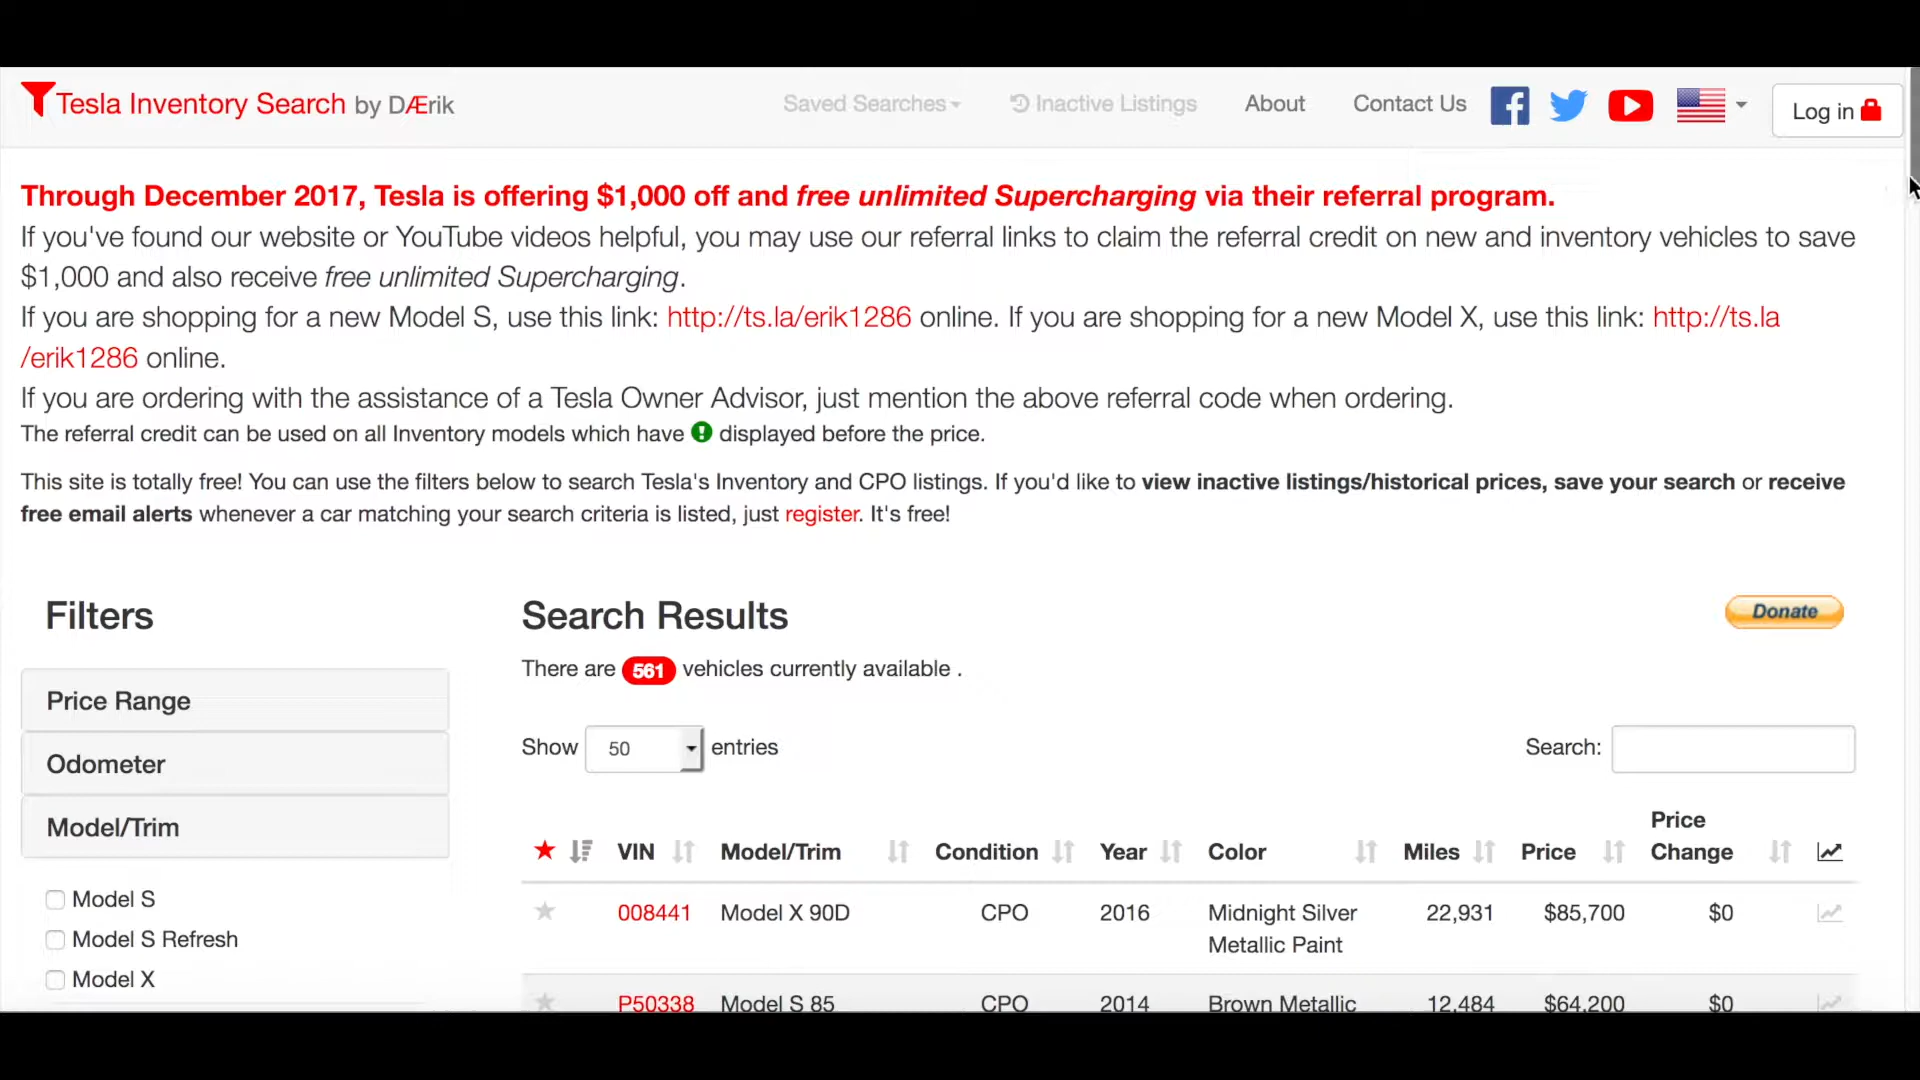 Tesla Inventory Search by DÆrik
Saved Searches
Inactive Listings
About
Contact Us
Log in
Through December 2017, Tesla is offering $1,000 off and free unlimited Supercharging via their referral program.
If you've found our website or YouTube videos helpful, you may use our referral links to claim the referral credit on new and inventory vehicles to save
$1,000 and also receive free unlimited Supercharging.
If you are shopping for a new Model S, use this link: http://ts.la/erik1286 online. If you are shopping for a new Model X, use this link: http://ts.la
/erik1286 online.
If you are ordering with the assistance of a Tesla Owner Advisor, just mention the above referral code when ordering.
The referral credit can be used on all Inventory models which have displayed before the price.
This site is totally free! You can use the filters below to search Tesla's Inventory and CPO listings. If you'd like to view inactive listings/historical prices, save your search or receive
free email alerts whenever a car matching your search criteria is listed, just register. It's free!
Filters
Price Range
Odometer
Model/Trim
Model S
Model S Refresh
Model X
Search Results
Donate
There are 561 vehicles currently available .
Show 50 entries
Search:
VIN Model/Trim Condition Year Color Miles Price Price Change
008441 Model X 90D CPO 2016 Midnight Silver Metallic Paint 22,931 $85,700 $0
P50338 Model S 85 CPO 2014 Brown Metallic 12,484 $64,200 $0